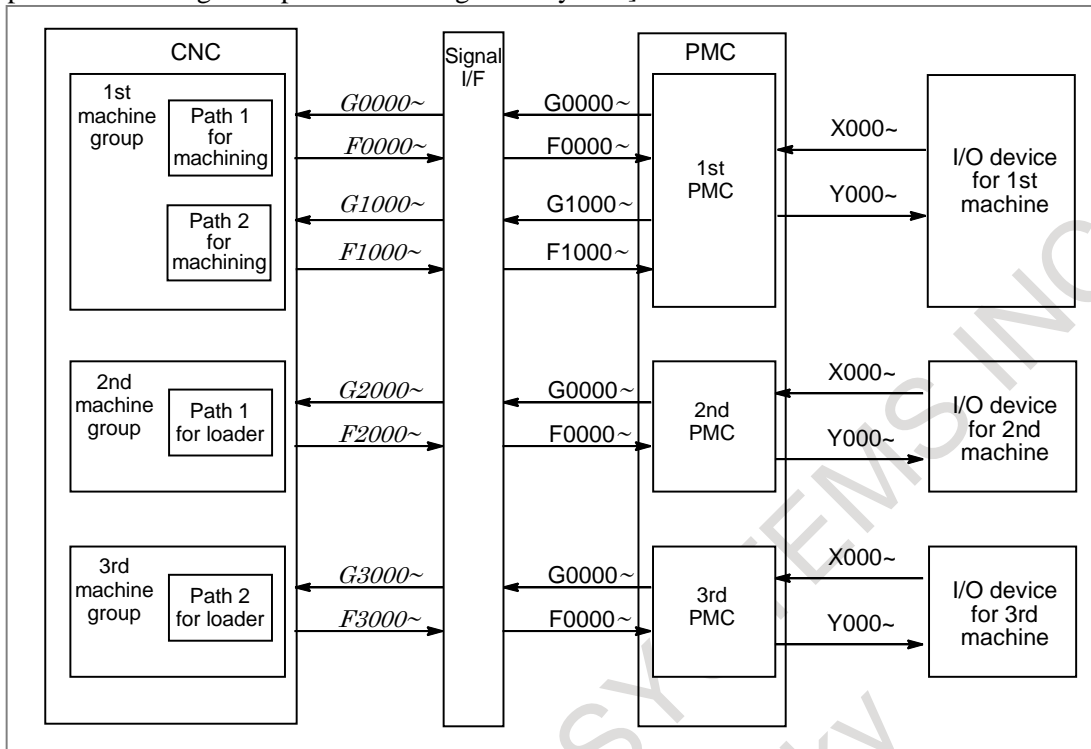 CNC
Signal
I/F
PMC
1st
machine
group
Path 1
for
machining
Path 2
for
machining
G0000~
F0000~
G1000~
F1000~
G0000~
F0000~
G1000~
F1000~
1st
PMC
X000~
Y000~
I/O device
for 1st
machine
2nd
machine
group
Path 1
for loader
G2000~
F2000~
G0000~
F0000~
2nd
PMC
X000~
Y000~
I/O device
for 2nd
machine
3rd
machine
group
Path 2
for loader
G3000~
F3000~
G0000~
F0000~
3rd
PMC
X000~
Y000~
I/O device
for 3rd
machine